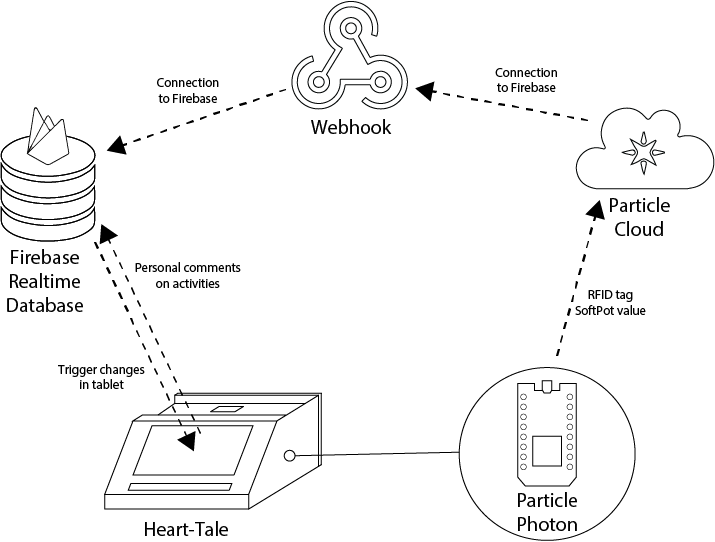 Connection
to Firebase
Webhook
Connection
to Firebase
Particle
Cloud
Firebase
Realtime
Database
Personal comments
on activities
RFID tag
SoftPot value
Trigger changes
in tablet
Heart-Tale
Particle
Photon